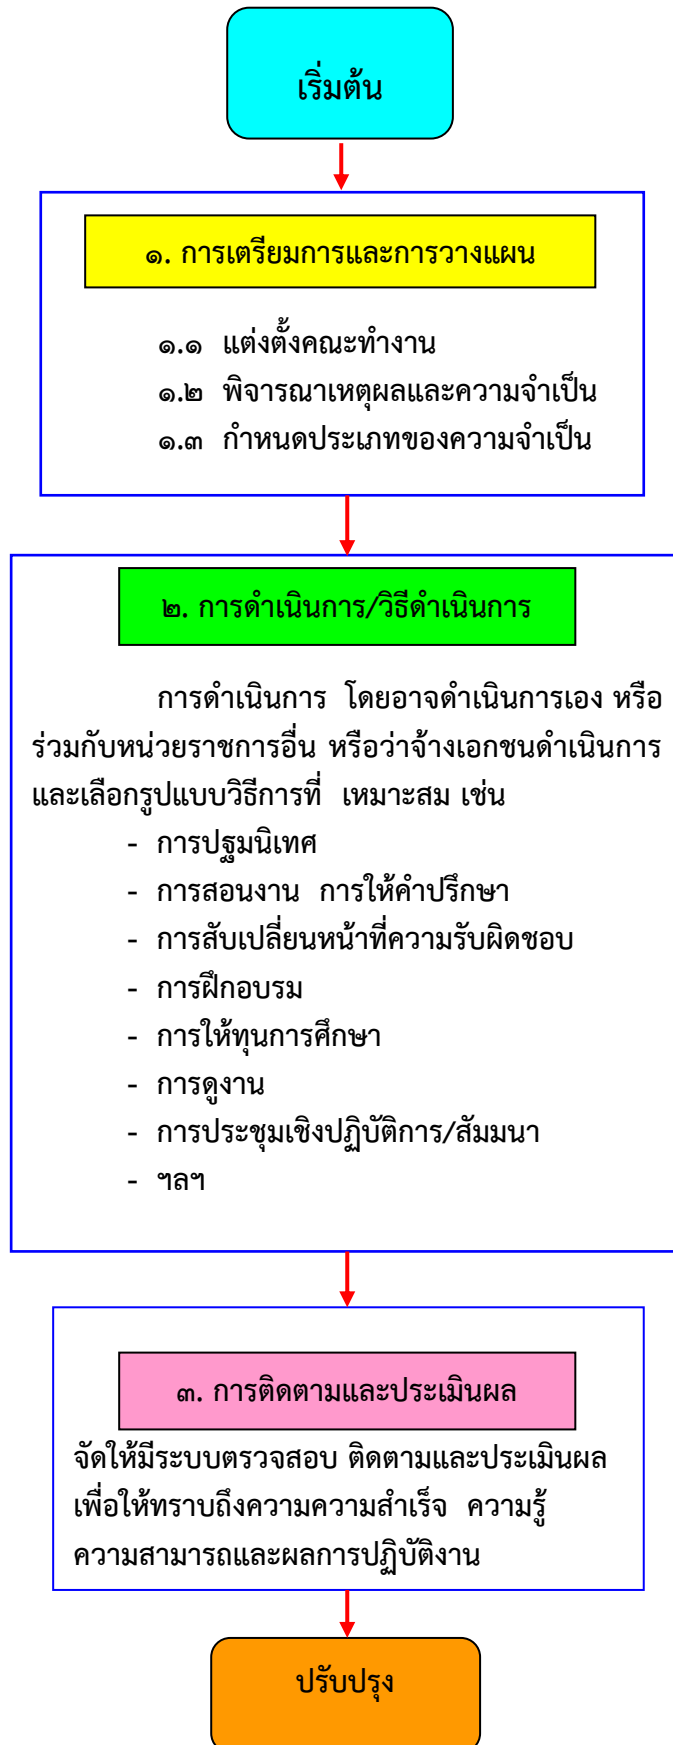 เริ่มต้น
๑. การเตรียมการและการวางแผน
๑.๑ แต่งตั้งคณะทำงาน
๑.๒ พิจารณาเหตุผลและความจำเป็น
๑.๓ กำหนดประเภทของความจำเป็น
๒. การดำเนินการ/วิธีดำเนินการ
การดำเนินการ โดยอาจดำเนินการเอง หรือ
ร่วมกับหน่วยราชการอื่น หรือว่าจ้างเอกชนดำเนินการ
และเลือกรูปแบบวิธีการที่ เหมาะสม เช่น
- การปฐมนิเทศ
- การสอนงาน การให้คำปรึกษา
- การสับเปลี่ยนหน้าที่ความรับผิดชอบ
- การฝึกอบรม
- การให้ทุนการศึกษา
- การดูงาน
- การประชุมเชิงปฏิบัติการ/สัมมนา
- ฯลฯ
๓. การติดตามและประเมินผล
จัดให้มีระบบตรวจสอบ ติดตามและประเมินผล
เพื่อให้ทราบถึงความความสำเร็จ ความรู้
ความสามารถและผลการปฏิบัติงาน
ปรับปรุง